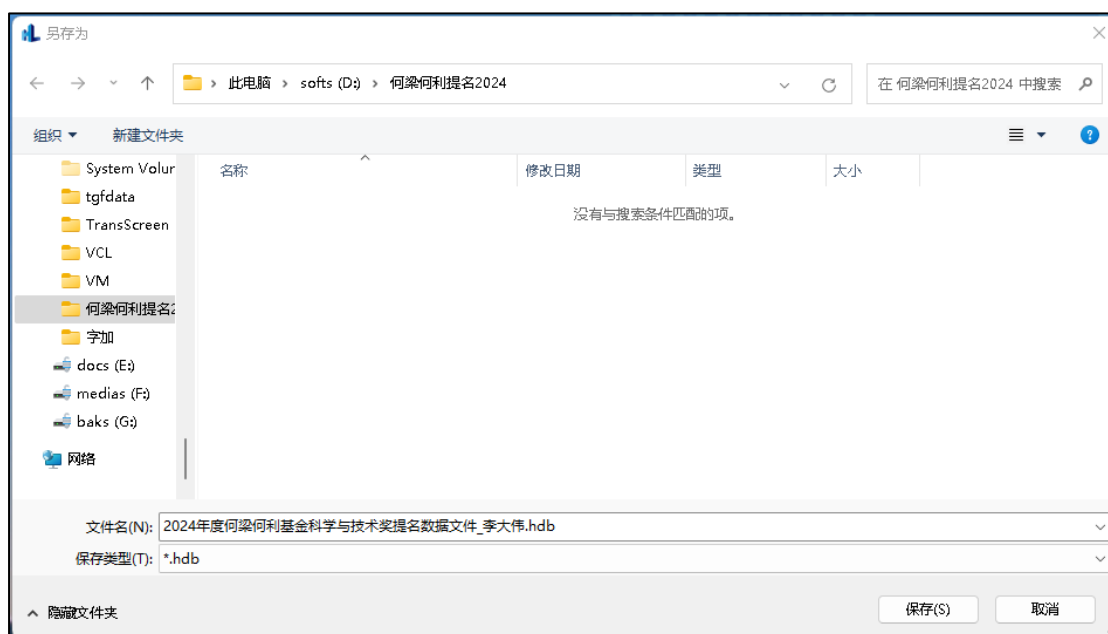 另存为
此电脑 › softs (D:) › 何梁何利提名2024
在 何梁何利提名2024 中搜索
组织
新建文件夹
名称
修改日期
类型
大小
System Volur
tgfdata
TransScreen
VCL
VM
何梁何利提名2
字加
docs (E:)
medias (F:)
baks (G:)
网络
没有与搜索条件匹配的项。
文件名(N): 2024年度何梁何利基金科学与技术奖提名数据文件_李大伟.hdb
保存类型(T): *.hdb
隐藏文件夹
保存(S)
取消